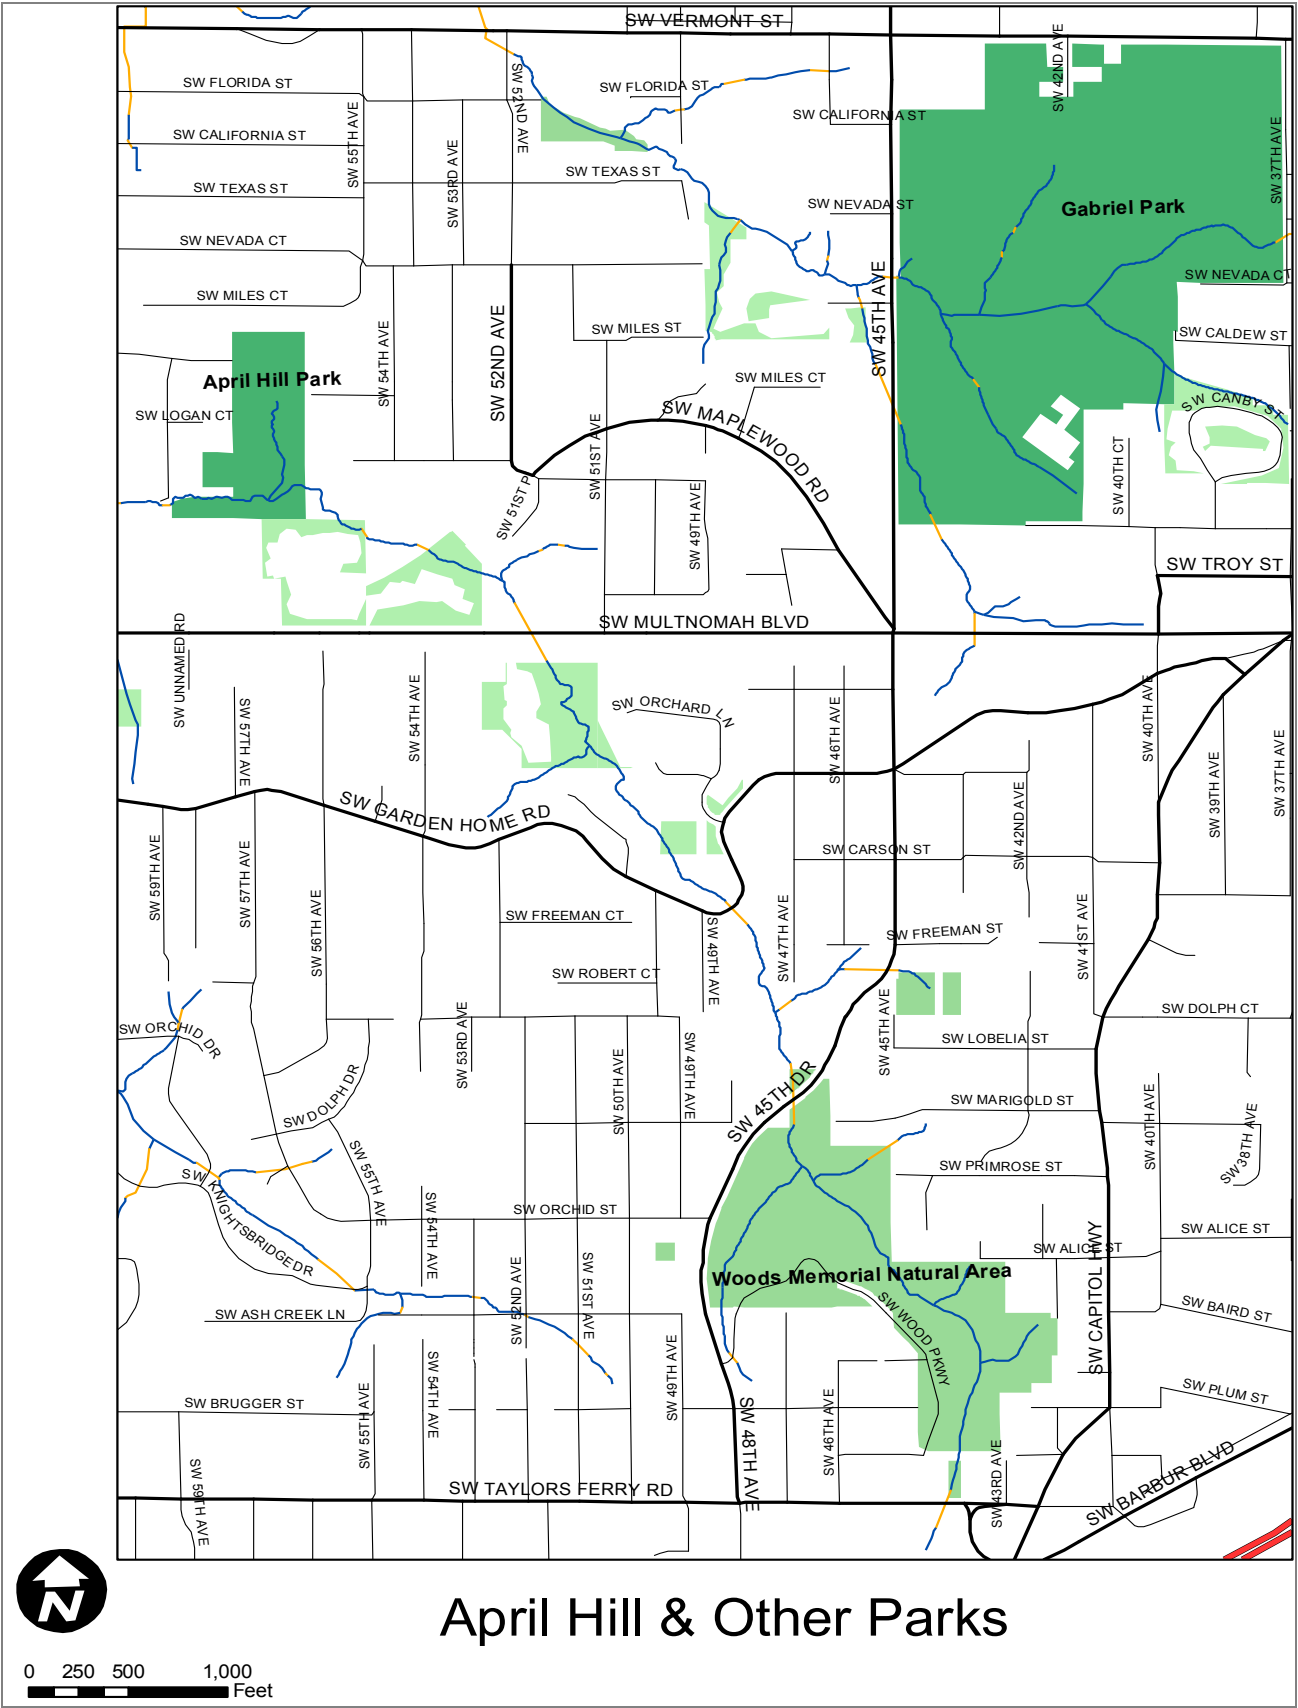 SW VERMONT ST
SW FLORIDA ST
SW FLORIDA ST
SW 52ND AVE
SW 42ND AVE
SW 55TH AVE
SW CALIFORNIA ST
SW CALIFORNIA ST
SW 53RD AVE
SW 37TH AVE
SW TEXAS ST
SW TEXAS ST
SW NEVADA ST
Gabriel Park
SW NEVADA CT
SW NEVADA CT
SW MILES CT
SW 45TH AVE
SW 54TH AVE
SW 52ND AVE
SW MILES ST
SW CALDEW ST
April Hill Park
SW MILES CT
SW LOGAN CT
SW MAPLEWOOD RD
SW CANBY ST
SW 51ST AVE
SW 40TH CT
SW 51ST P
SW 49TH AVE
SW TROY ST
SW MULTNOMAH BLVD
SW UNNAMED RD
SW 57TH AVE
SW 54TH AVE
SW ORCHARD LN
SW 46TH AVE
SW 40TH AVE
SW 39TH AVE
SW 37TH AVE
SW GARDEN HOME RD
SW 42ND AVE
SW 59TH AVE
SW 57TH AVE
SW CARSON ST
SW 56TH AVE
SW FREEMAN CT
SW 49TH AVE
SW 47TH AVE
SW FREEMAN ST
SW 41ST AVE
SW ROBERT CT
SW DOLPH CT
SW ORCHID DR
SW 53RD AVE
SW 45TH AVE
SW LOBELIA ST
SW 50TH AVE
SW 49TH AVE
SW DOLPH DR
SW 45TH DR
SW MARIGOLD ST
SW 40TH AVE
SW 38TH AVE
SW 55TH AVE
SW PRIMROSE ST
SW KNIGHTSBRIDGE DR
SW 54TH AVE
SW ORCHID ST
SW ALICE ST
SW ALICE ST
Woods Memorial Natural Area
SW CAPITOL HWY
SW 52ND AVE
SW 51ST AVE
SW ASH CREEK LN
SW WOOD PKWY
SW BAIRD ST
SW 49TH AVE
SW 54TH AVE
SW 55TH AVE
SW BRUGGER ST
SW PLUM ST
SW 48TH AVE
SW 46TH AVE
SW 43RD AVE
SW 59TH AVE
SW TAYLORS FERRY RD
SW BARBUR BLVD
N
April Hill & Other Parks
0 250 500 1,000
Feet